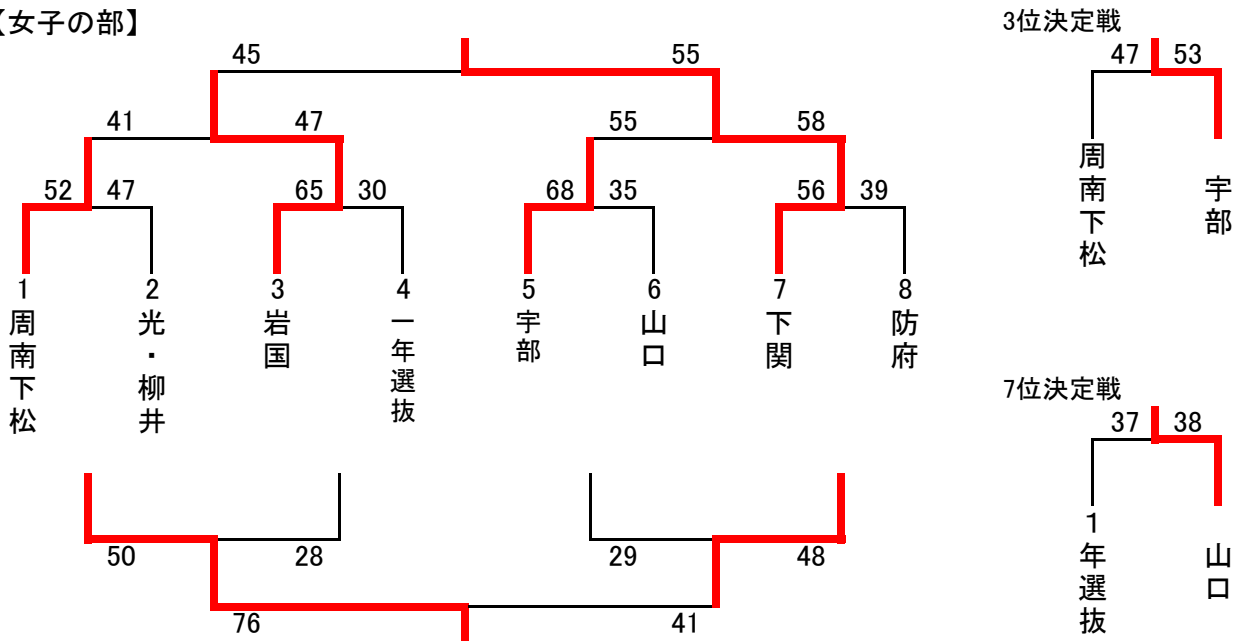 【女子の部】
3位決定戦
45 55
47 53
41 47 55 58
52 47 65 30 68 35 56 39
周南下松
宇部
1 2 3 4 5 6 7 8
周南下松
光・柳井
岩国
一年選抜
宇部
山口
下関
防府
7位決定戦
37 38
1年選抜
山口
50 28 29 48
76 41